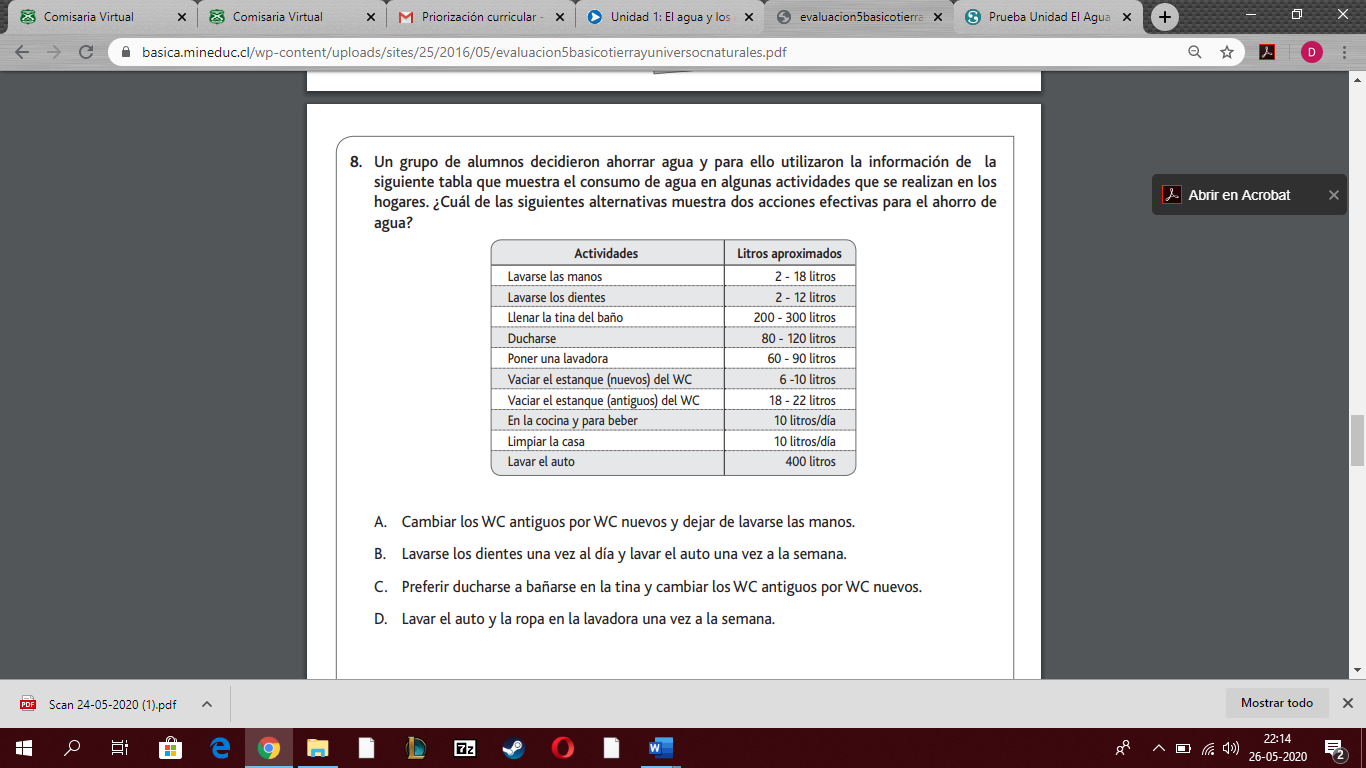 Comisaria Virtual
Comisaria Virtual
Priorización curricular -
Unidad 1: El agua y los
evaluacion5basicotierra
Prueba Unidad El Agua
basica.mineduc.cl/wp-content/uploads/sites/25/2016/05/evaluacion5basicotierrayuniversocnaturales.pdf
D
Abrir en Acrobat
8. Un grupo de alumnos decidieron ahorrar agua y para ello utilizaron la información de la
siguiente tabla que muestra el consumo de agua en algunas actividades que se realizan en los
hogares. ¿Cuál de las siguientes alternativas muestra dos acciones efectivas para el ahorro de
agua?
Actividades Litros aproximados
Lavarse las manos 2 - 18 litros
Lavarse los dientes 2 - 12 litros
Llenar la tina del baño 200 - 300 litros
Ducharse 80 - 120 litros
Poner una lavadora 60 - 90 litros
Vaciar el estanque (nuevos) del WC 6 -10 litros
Vaciar el estanque (antiguos) del WC 18 - 22 litros
En la cocina y para beber 10 litros/día
Limpiar la casa 10 litros/día
Lavar el auto 400 litros
A. Cambiar los WC antiguos por WC nuevos y dejar de lavarse las manos.
B. Lavarse los dientes una vez al día y lavar el auto una vez a la semana.
C. Preferir ducharse a bañarse en la tina y cambiar los WC antiguos por WC nuevos.
D. Lavar el auto y la ropa en la lavadora una vez a la semana.
PDF
Scan 24-05-2020 (1).pdf
Mostrar todo
7z
22:14
26-05-2020
2